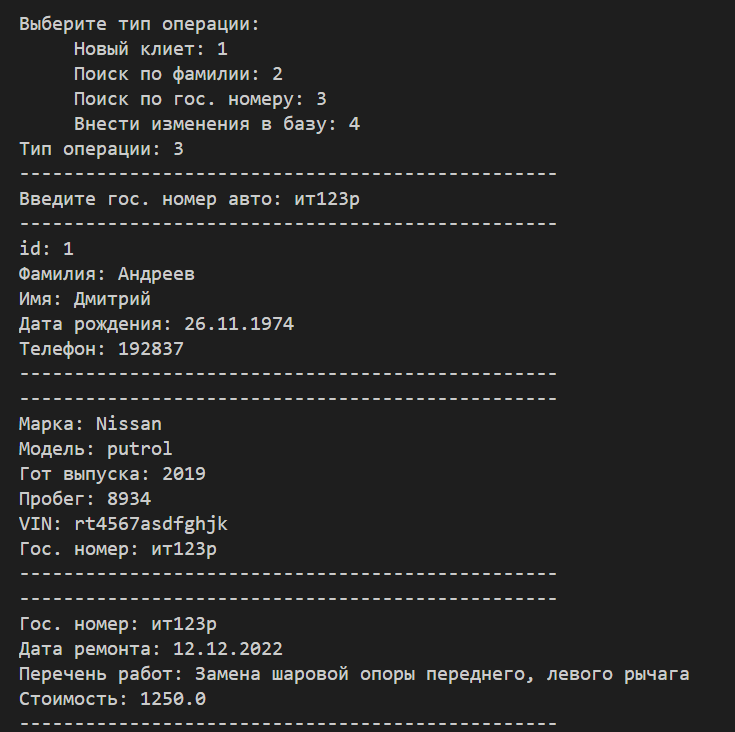 Выберите тип операции:
Новый клиет: 1
Поиск по фамилии: 2
Поиск по гос. номеру: 3
Внести изменения в базу: 4
Тип операции: 3
-------------------------------------------------
Введите гос. номер авто: ит123р
-------------------------------------------------
id: 1
Фамилия: Андреев
Имя: Дмитрий
Дата рождения: 26.11.1974
Телефон: 192837
-------------------------------------------------
-------------------------------------------------
Марка: Nissan
Модель: putrol
Гот выпуска: 2019
Пробег: 8934
VIN: rt4567asdfghjk
Гос. номер: ит123р
-------------------------------------------------
-------------------------------------------------
Гос. номер: ит123р
Дата ремонта: 12.12.2022
Перечень работ: Замена шаровой опоры переднего, левого рычага
Стоимость: 1250.0
-------------------------------------------------